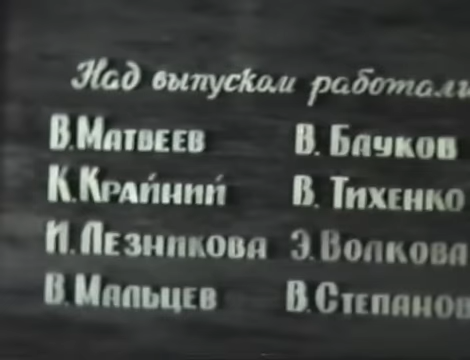 Над выпуском работали
В. Матвеев В. Бауков
К. Крайний В. Тихенко
И. Лезникова Э. Волкова
В. Мальцев В. Степанов